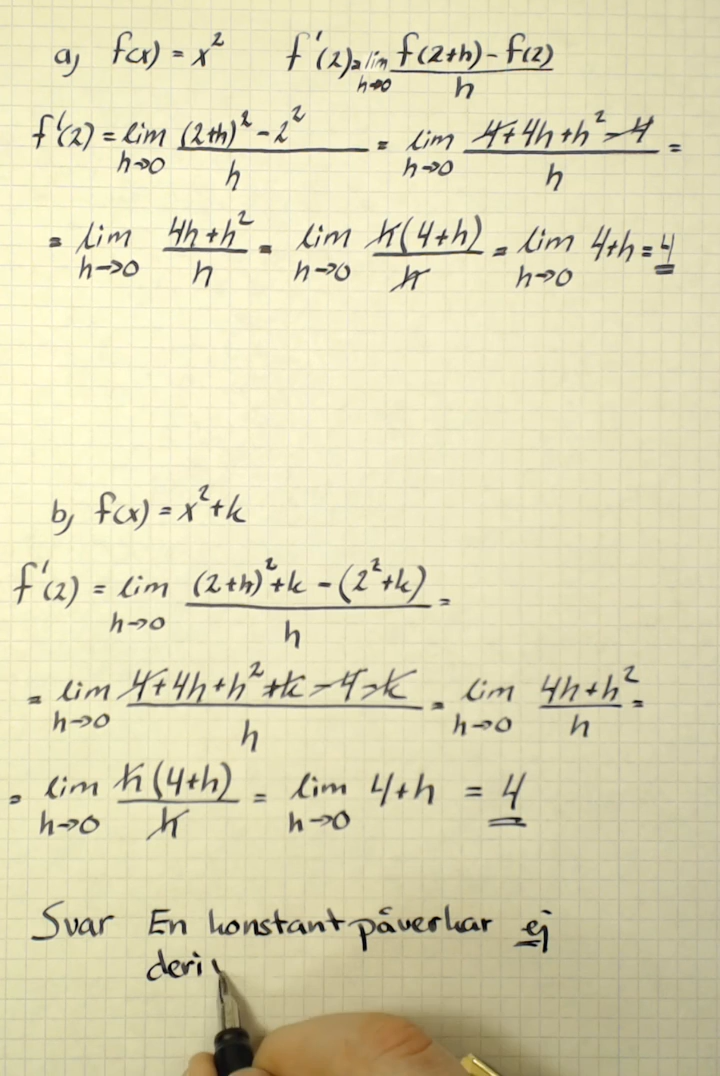 a) f(x) = x² f'(2) = lim h→0 f(2+h) - f(2) / h
f'(2) = lim h→0 (2+h)² - 2² / h = lim h→0 4 + 4h + h² - 4 / h =
= lim h→0 4h + h² / h = lim h→0 h(4+h) / h = lim h→0 4+h = 4
b) f(x) = x² + k
f'(2) = lim h→0 (2+h)² + k - (2² + k) / h =
= lim h→0 4 + 4h + h² + k - 4 - k / h = lim h→0 4h + h² / h =
= lim h→0 h(4+h) / h = lim h→0 4+h = 4
Svar En konstant påverkar ej
deriv